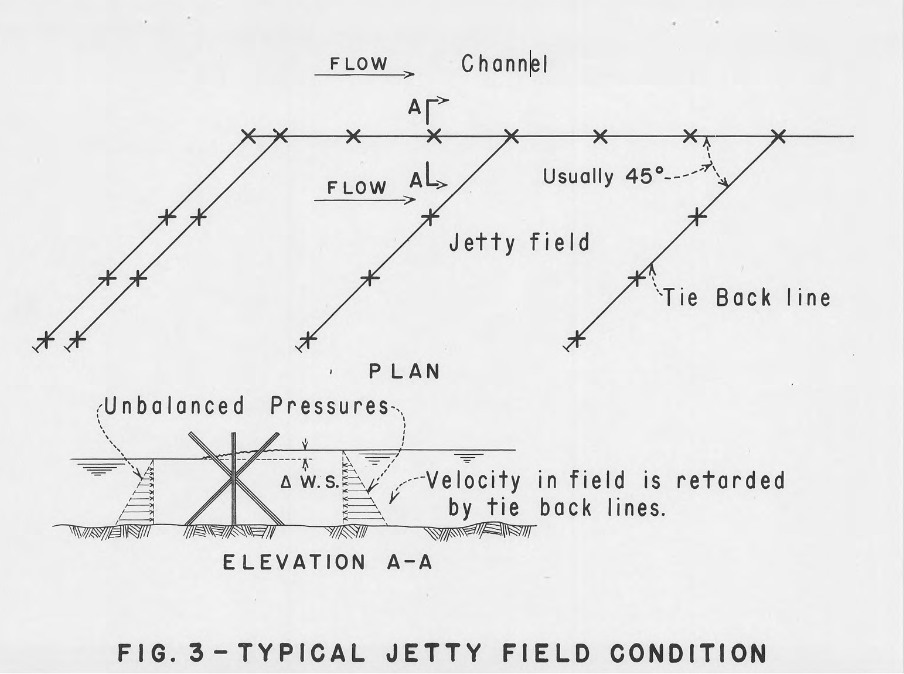 FLOW
Channel
A
A
FLOW
Usually 45°
Jetty field
Tie Back line
PLAN
Unbalanced Pressures
Δ W.S.
Velocity in field is retarded
by tie back lines.
ELEVATION A-A
FIG. 3 - TYPICAL JETTY FIELD CONDITION